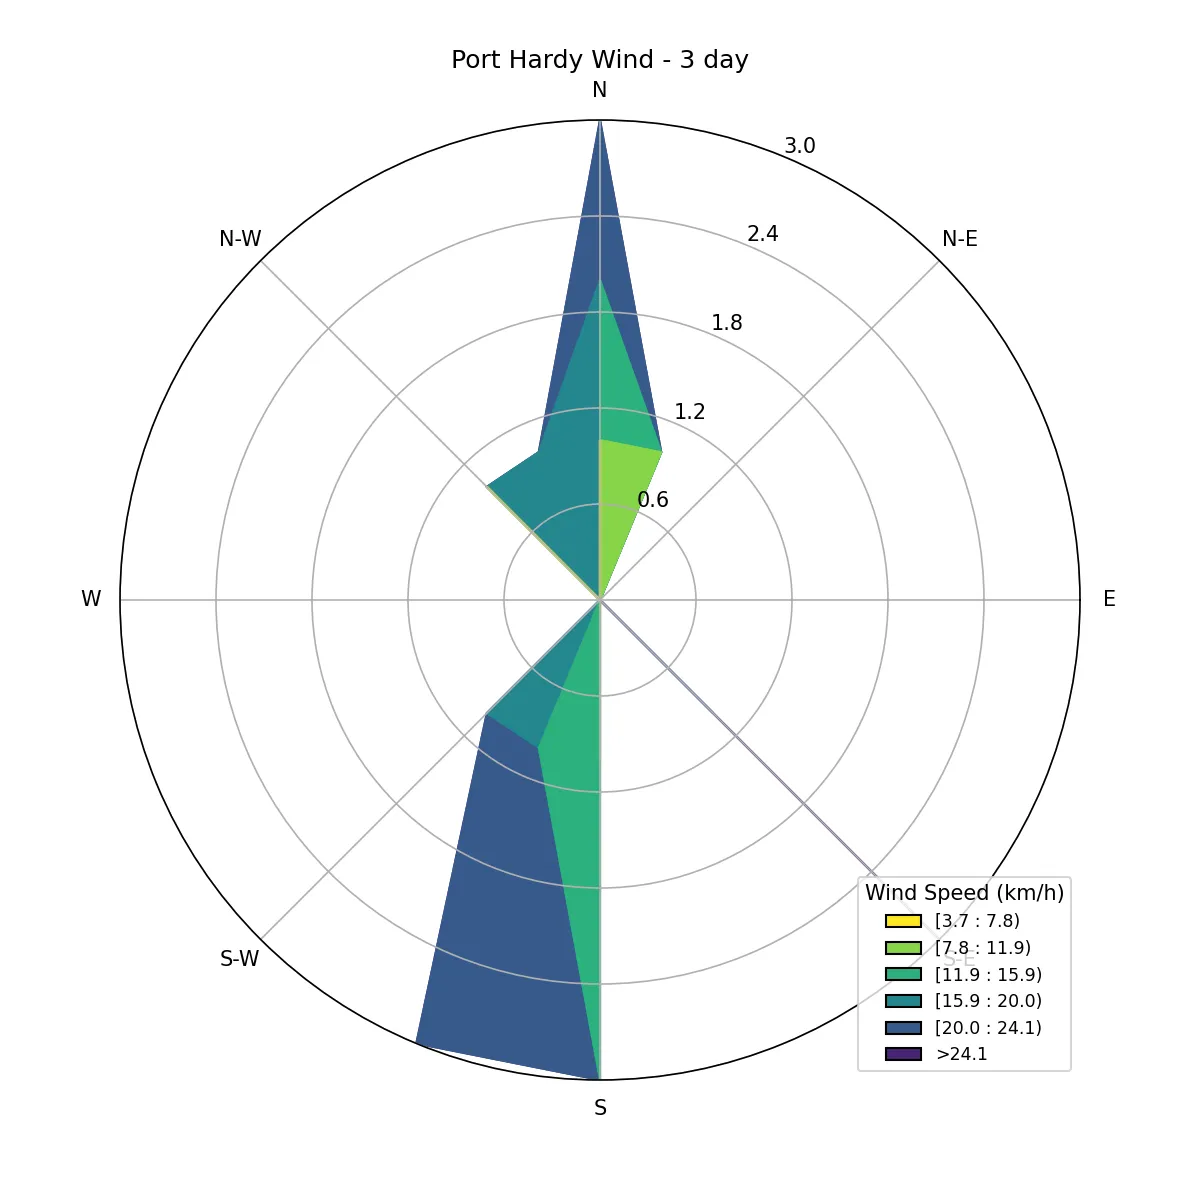 Port Hardy Wind - 3 day
N
3.0
N-W
2.4
N-E
1.8
1.2
0.6
W
E
Wind Speed (km/h)
[3.7 : 7.8)
[7.8 : 11.9)
S-W
S-E
[11.9 : 15.9)
[15.9 : 20.0)
[20.0 : 24.1)
>24.1
S